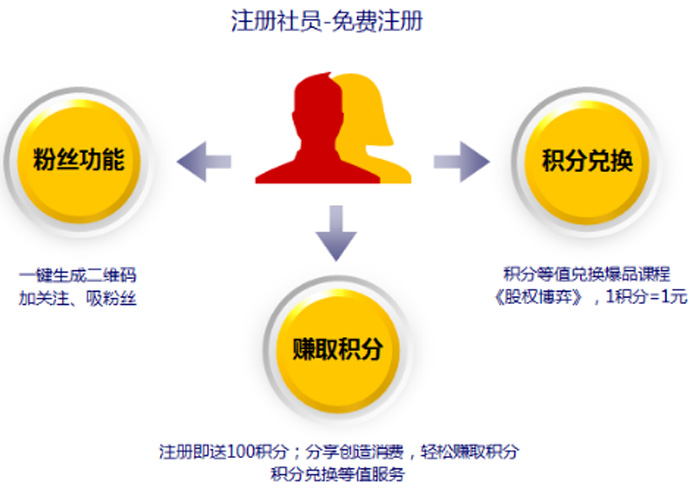 注册社员-免费注册
粉丝功能
一键生成二维码
加关注、吸粉丝
积分兑换
积分等值兑换爆品课程
《股权博弈》，1积分=1元
赚取积分
注册即送100积分；分享创造消费，轻松赚取积分
积分兑换等值服务